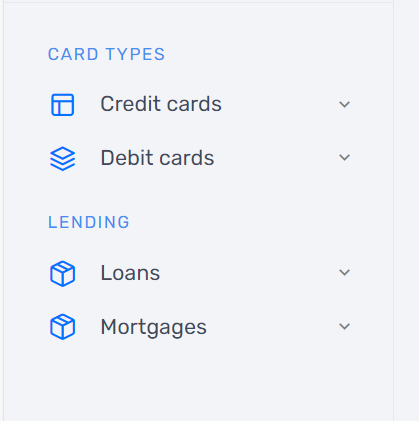 CARD TYPES
Credit cards
Debit cards
LENDING
Loans
Mortgages